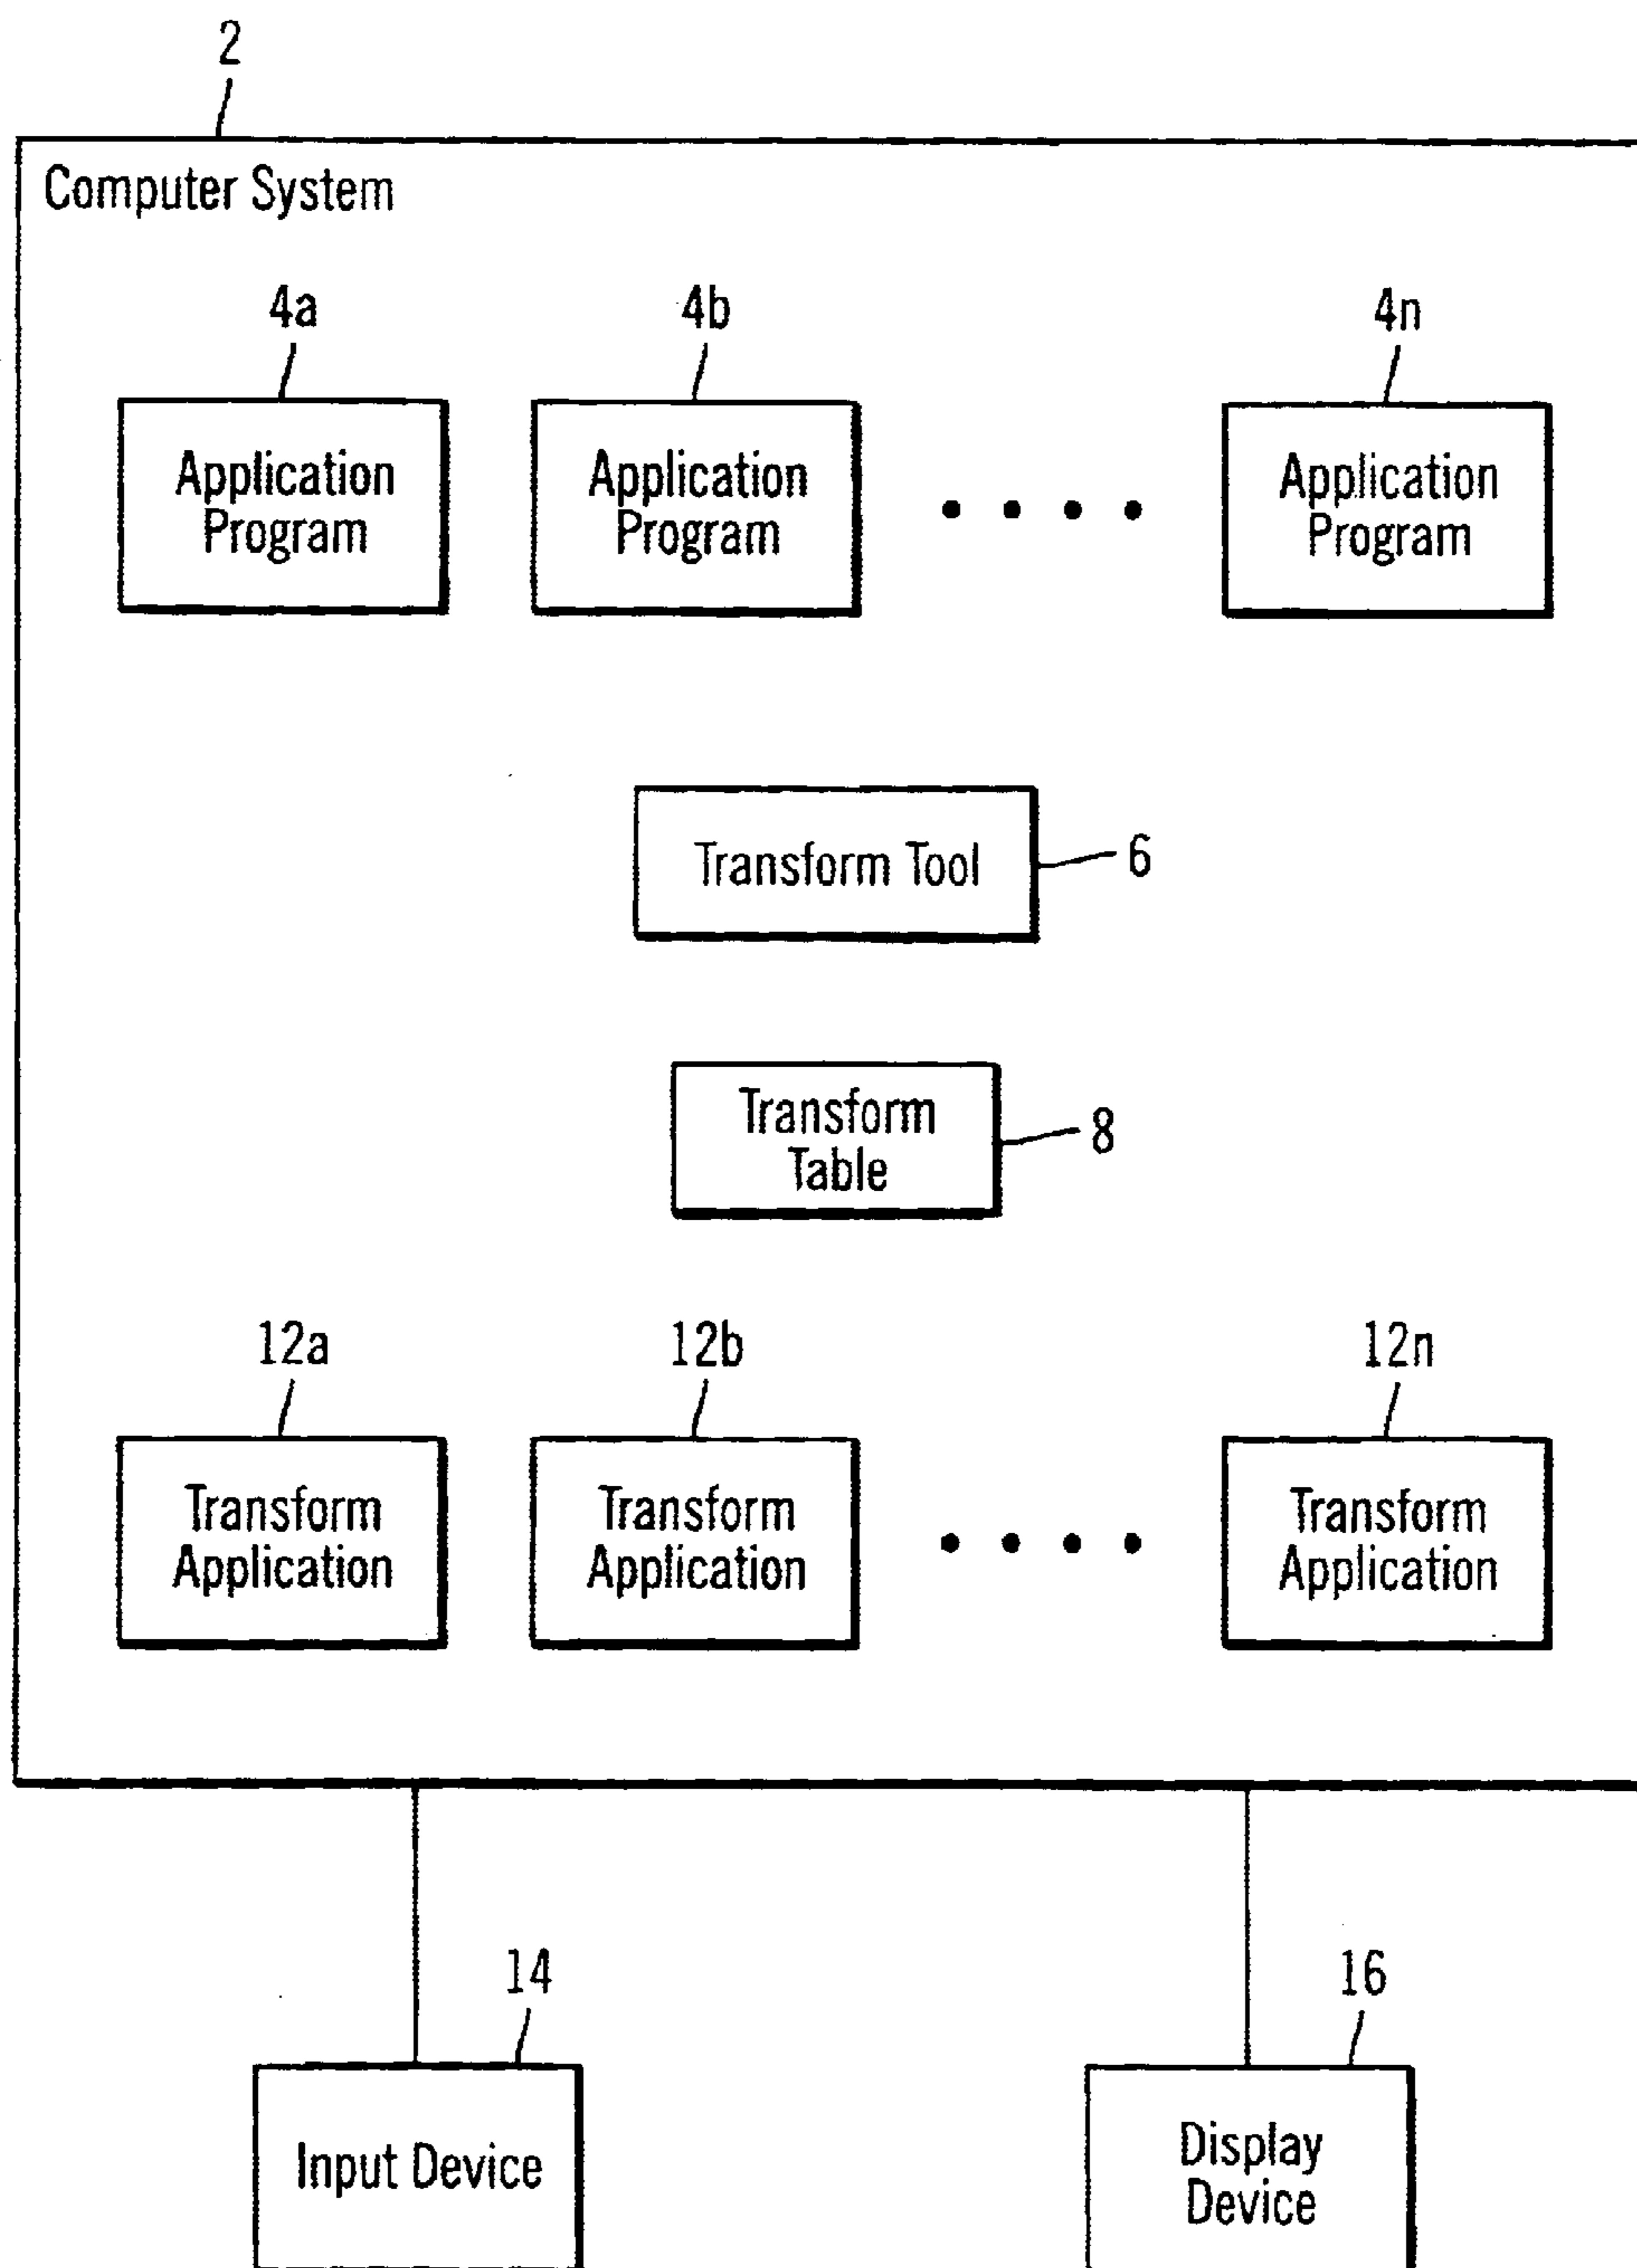 2
Computer System
4a
4b
4n
Application
Program
Application
Program
Application
Program
Transform Tool
6
Transform
Table
8
12a
12b
12n
Transform
Application
Transform
Application
Transform
Application
14
16
Input Device
Display
Device